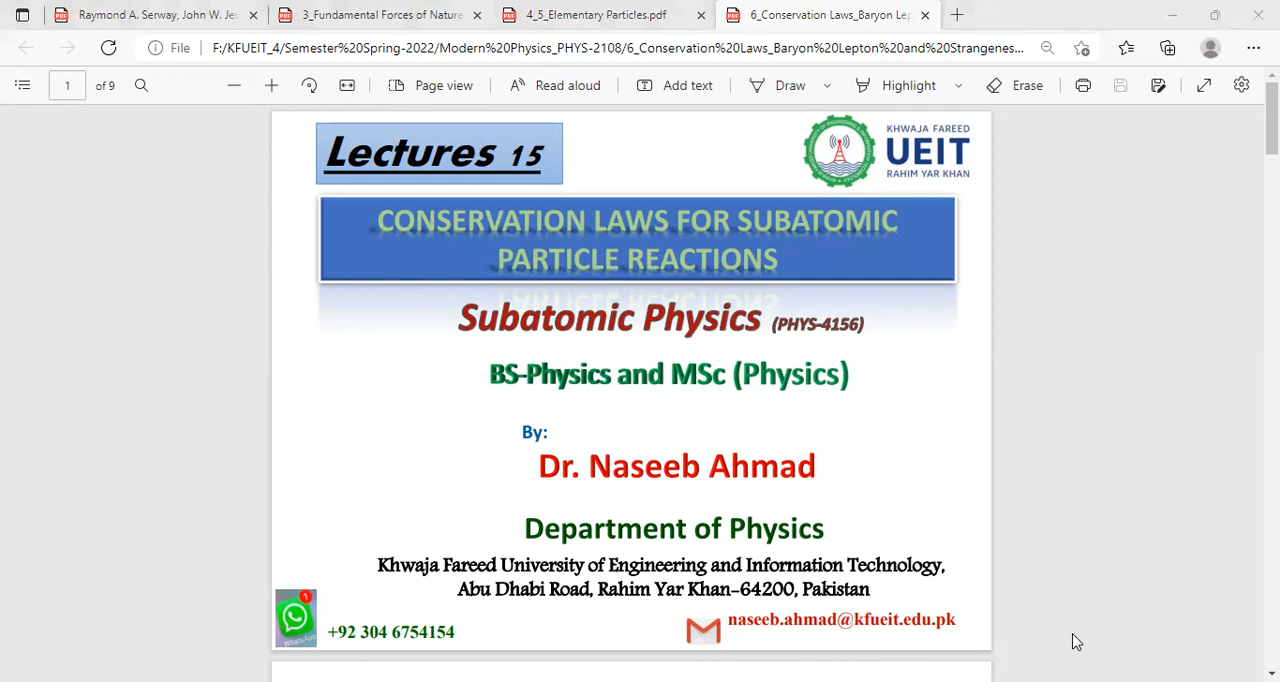 Raymond A. Serway, John W. Jew
3_Fundamental Forces of Nature
4_5_Elementary Particles.pdf
6_Conservation Laws_Baryon Lep
File
F:/KFUEIT_4/Semester%20Spring-2022/Modern%20Physics_PHYS-2108/6_Conservation%20Laws_Baryon%20Lepton%20and%20Strangenes...
1
of 9
Page view
Read aloud
Add text
Draw
Highlight
Erase
Lectures 15
KHWAJA FAREED
UEIT
RAHIM YAR KHAN
CONSERVATION LAWS FOR SUBATOMIC
PARTICLE REACTIONS
Subatomic Physics (PHYS-4156)
BS-Physics and MSc (Physics)
By:
Dr. Naseeb Ahmad
Department of Physics
Khwaja Fareed University of Engineering and Information Technology,
Abu Dhabi Road, Rahim Yar Khan-64200, Pakistan
1
WhatsApp
+92 304 6754154
naseeb.ahmad@kfueit.edu.pk